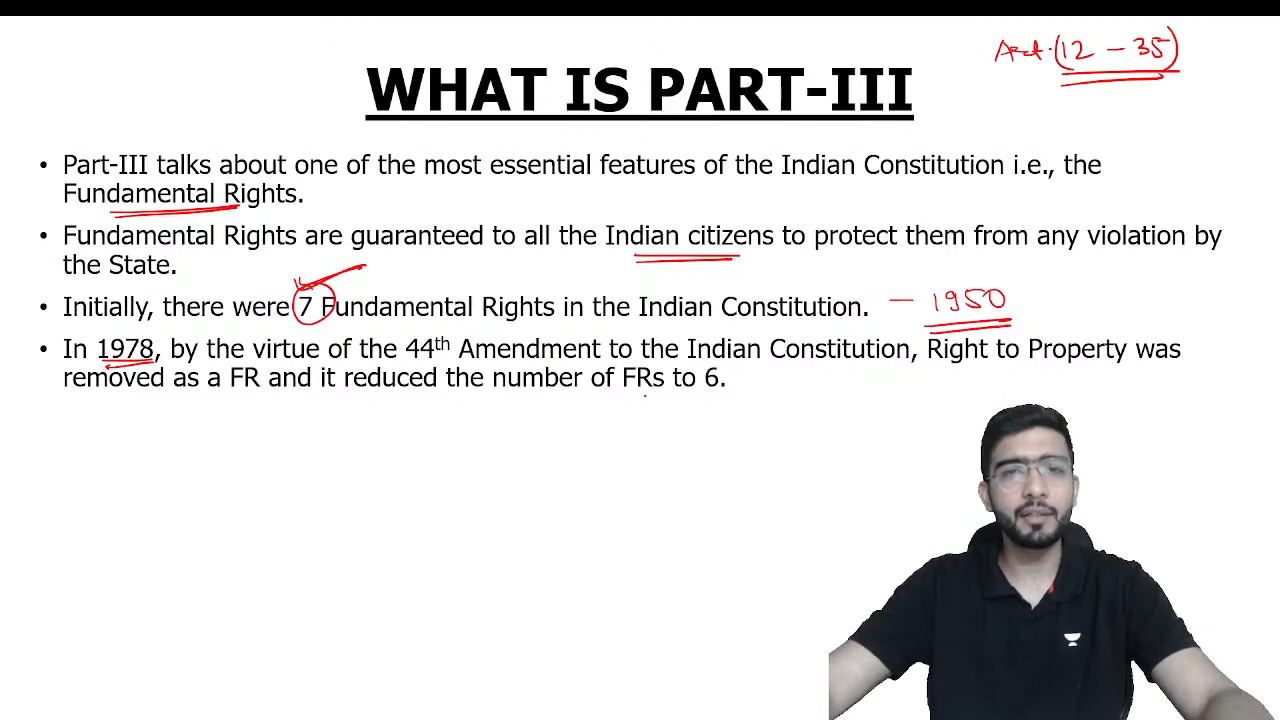 Art. (12 - 35)
WHAT IS PART-III
• Part-III talks about one of the most essential features of the Indian Constitution i.e., the
Fundamental Rights.
• Fundamental Rights are guaranteed to all the Indian citizens to protect them from any violation by
the State.
• Initially, there were 7 Fundamental Rights in the Indian Constitution. - 1950
• In 1978, by the virtue of the 44th Amendment to the Indian Constitution, Right to Property was
removed as a FR and it reduced the number of FRs to 6.